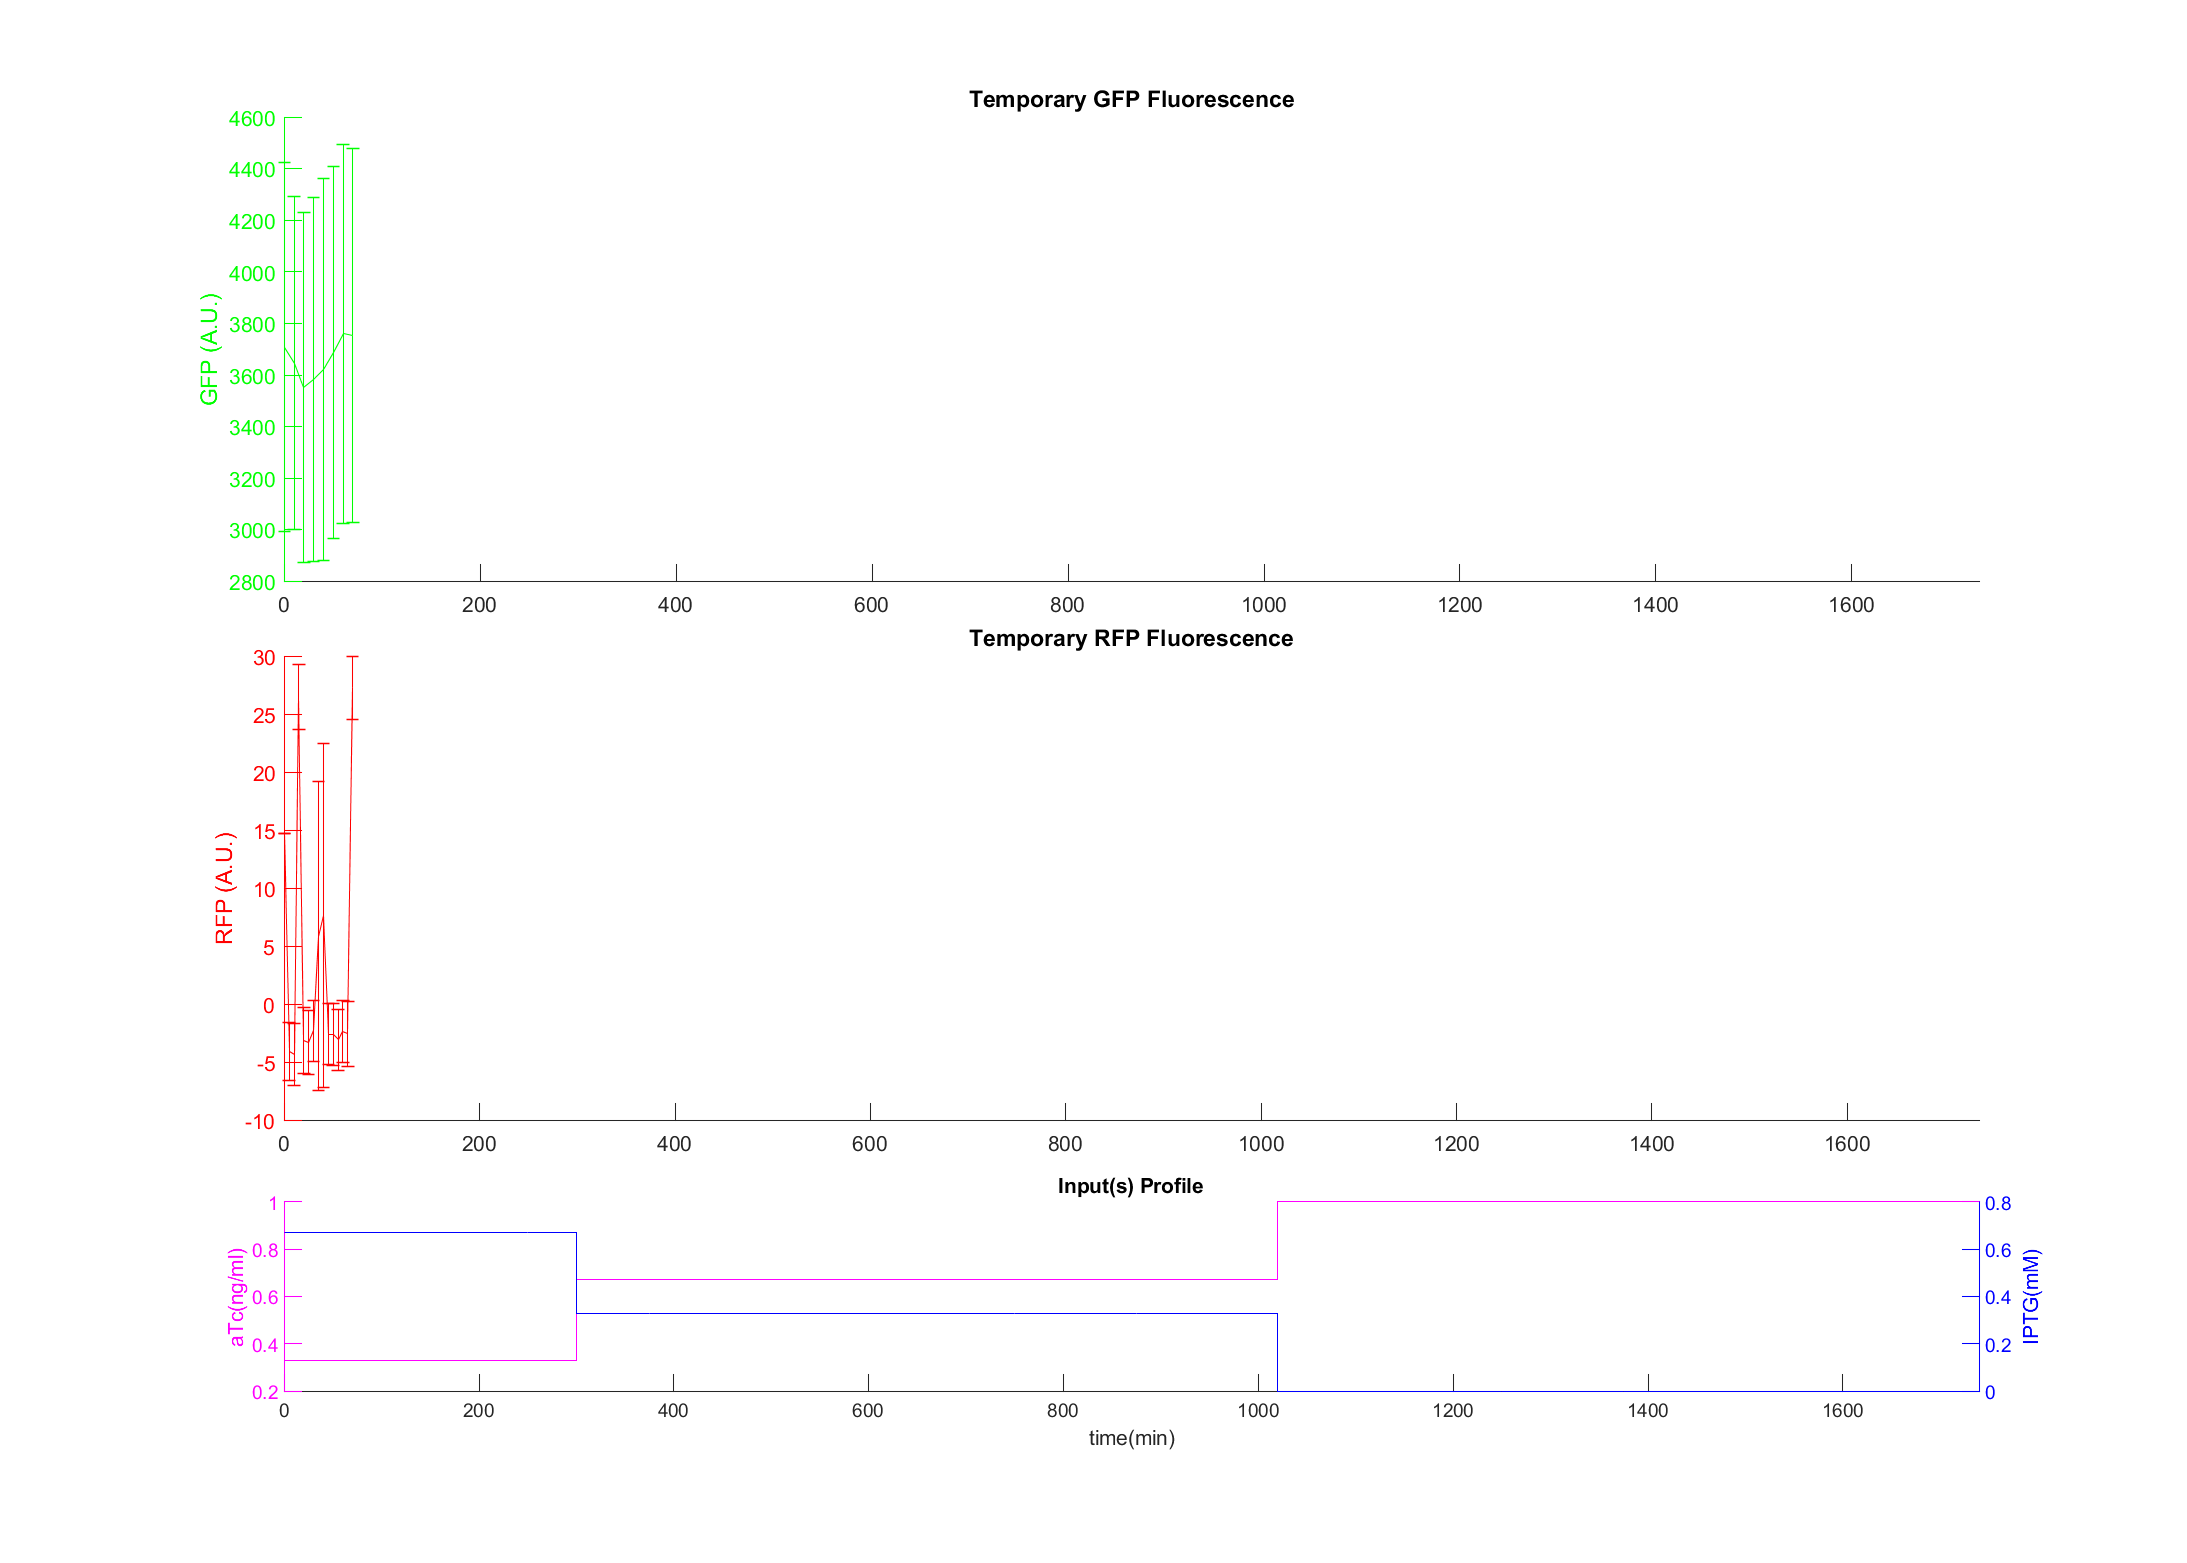 Temporary GFP Fluorescence
4600
4400
4200
4000
3800
3600
3400
3200
3000
2800
GFP (A.U.)
0 200 400 600 800 1000 1200 1400 1600
Temporary RFP Fluorescence
30
25
20
15
10
5
0
-5
-10
RFP (A.U.)
0 200 400 600 800 1000 1200 1400 1600
Input(s) Profile
1
0.8
0.6
0.4
0.2
aTc(ng/ml)
0.8
0.6
0.4
0.2
0
IPTG(mM)
0 200 400 600 800 1000 1200 1400 1600
time(min)